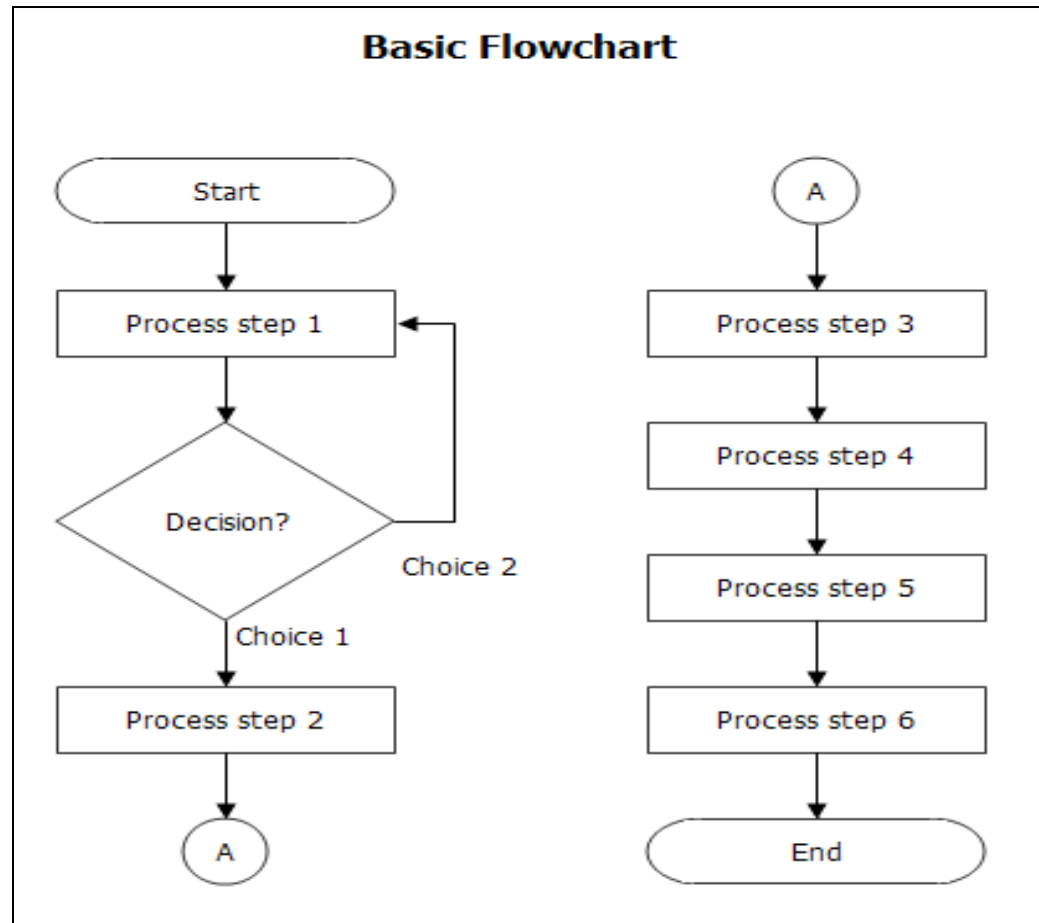 Basic Flowchart
Start
Process step 1
Decision?
Choice 2
Choice 1
Process step 2
A
A
Process step 3
Process step 4
Process step 5
Process step 6
End